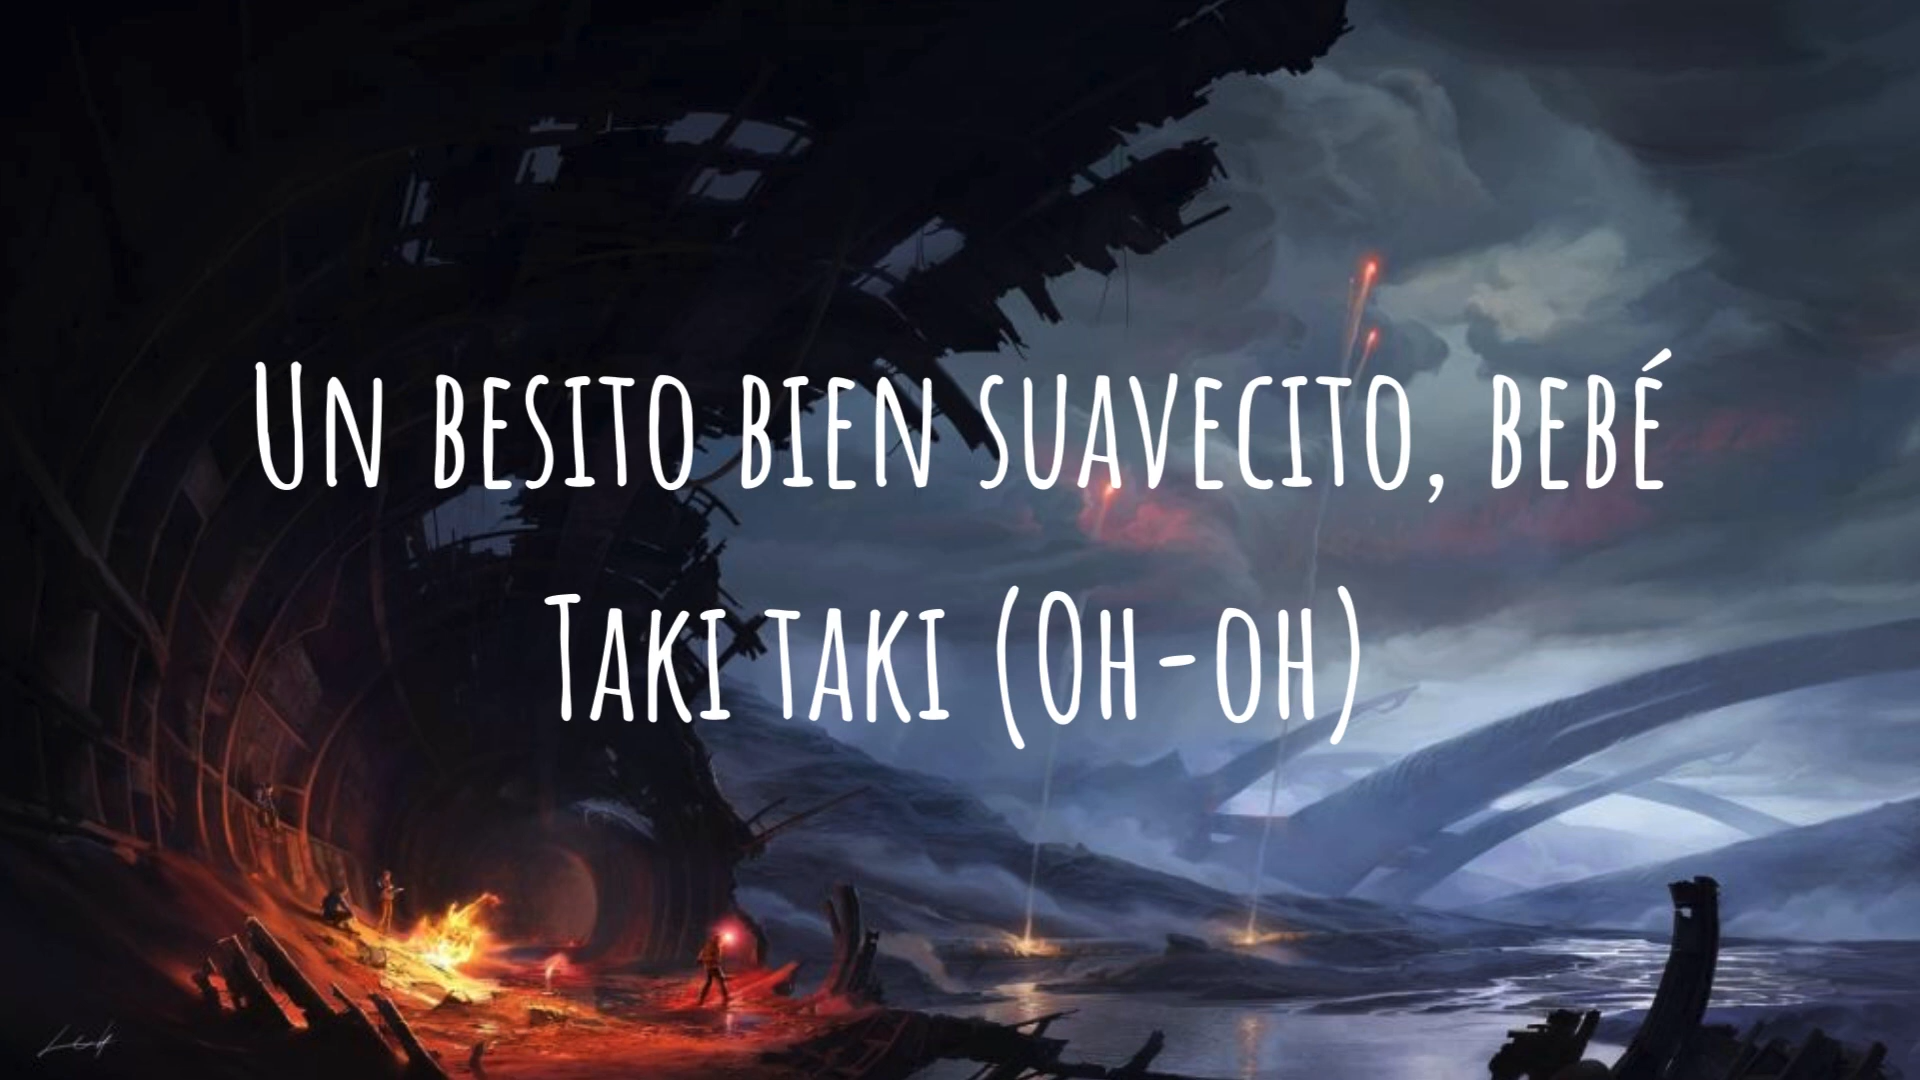 Un besito bien suavecito, bebé
Taki taki (Oh-oh)